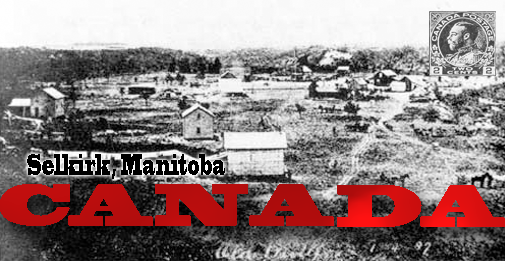 CANADA POSTAGE
2 CENTS 2
Selkirk, Manitoba
CANADA